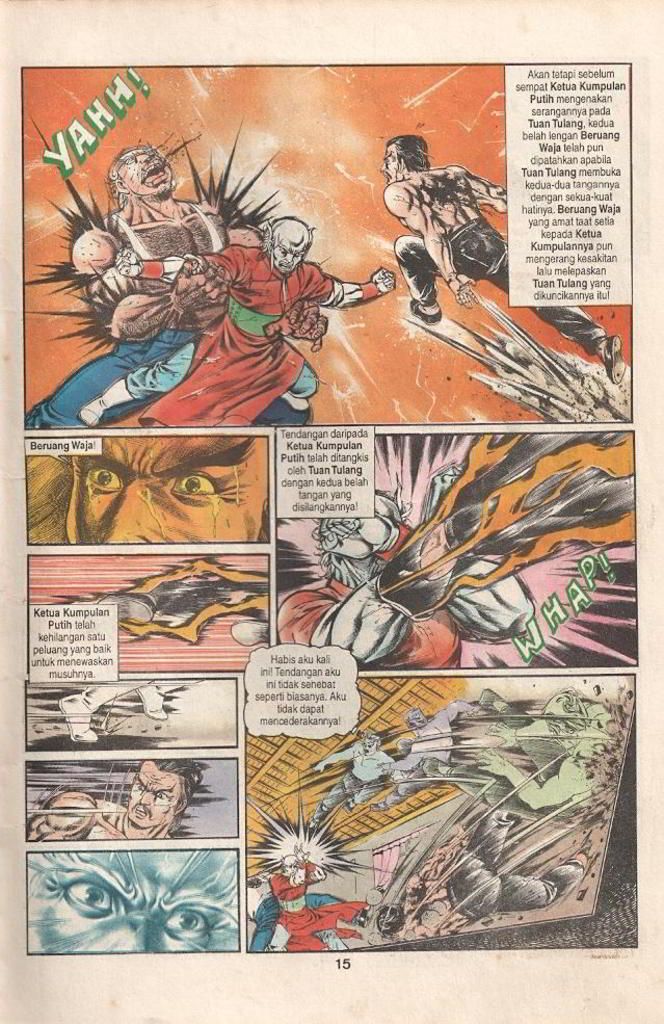 YAHH!
Akan tetapi sebelum
sempat Ketua Kumpulan
Putih mengenakan
serangannya pada
Tuan Tulang, kedua
belah lengan Beruang
Waja telah pun
dipatahkan apabila
Tuan Tulang membuka
kedua-dua tangannya
dengan sekua-kuat
hatinya. Beruang Waja
yang amat taat setia
kepada Ketua
Kumpulannya pun
mengerang kesakitan
lalu melepaskan
Tuan Tulang yang
dikuncikannya itu!
Beruang Waja!
Tendangan daripada
Ketua Kumpulan
Putih telah ditangkis
oleh Tuan Tulang
dengan kedua belah
tangan yang
disilangkannya!
WHAP!
Ketua Kumpulan
Putih telah
kehilangan satu
peluang yang baik
untuk menewaskan
musuhnya.
Habis aku kali
ini! Tendangan aku
ini tidak sehebat
seperti biasanya. Aku
tidak dapat
mencederakannya!
15